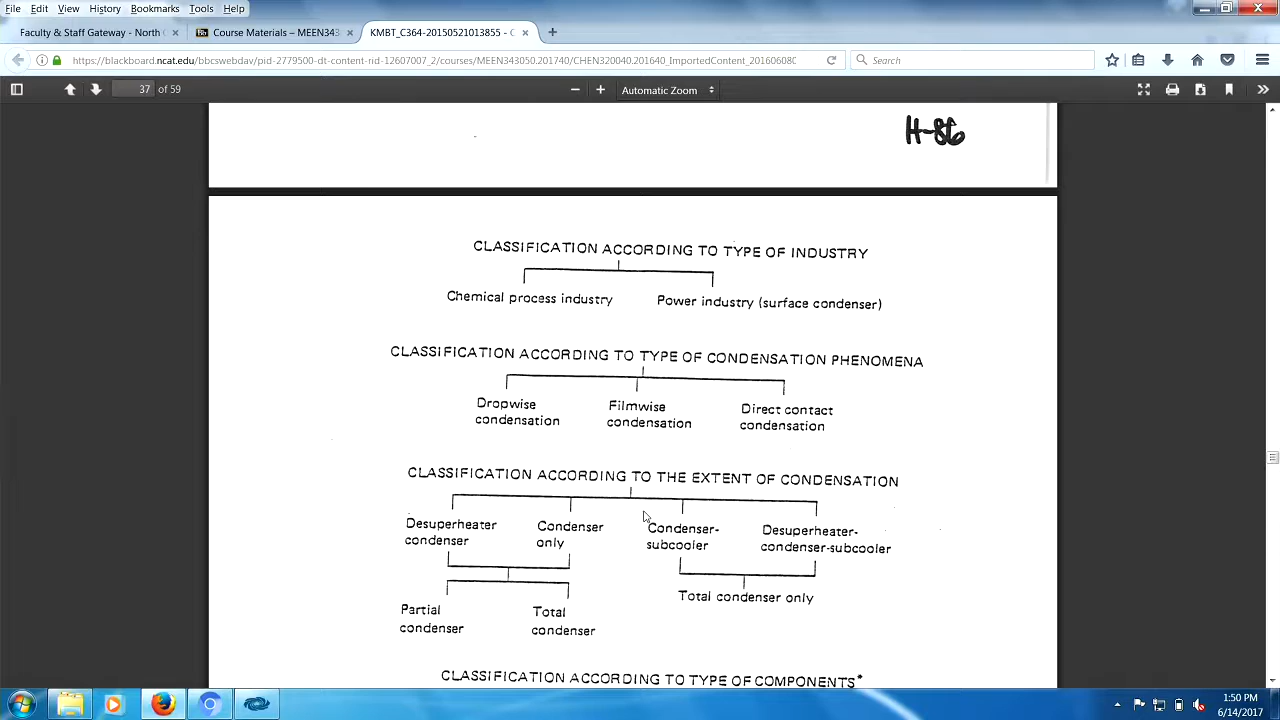 File Edit View History Bookmarks Tools Help
Faculty & Staff Gateway - North
Course Materials – MEEN343
KMBT_C364-20150521013855 -
https://blackboard.ncat.edu/bbcswebdav/pid-2779500-dt-content-rid-12607007_2/courses/MEEN343050.201740
Search
37 of 59
Automatic Zoom
H-86
CLASSIFICATION ACCORDING TO TYPE OF INDUSTRY
Chemical process industry
Power industry (surface condenser)
CLASSIFICATION ACCORDING TO TYPE OF CONDENSATION PHENOMENA
Dropwise
condensation
Filmwise
condensation
Direct contact
condensation
CLASSIFICATION ACCORDING TO THE EXTENT OF CONDENSATION
Desuperheater
condenser
Condenser
only
Condenser-
subcooler
Desuperheater-
condenser-subcooler
Partial
condenser
Total
condenser
Total condenser only
CLASSIFICATION ACCORDING TO TYPE OF COMPONENTS*
1:50 PM
6/14/2017